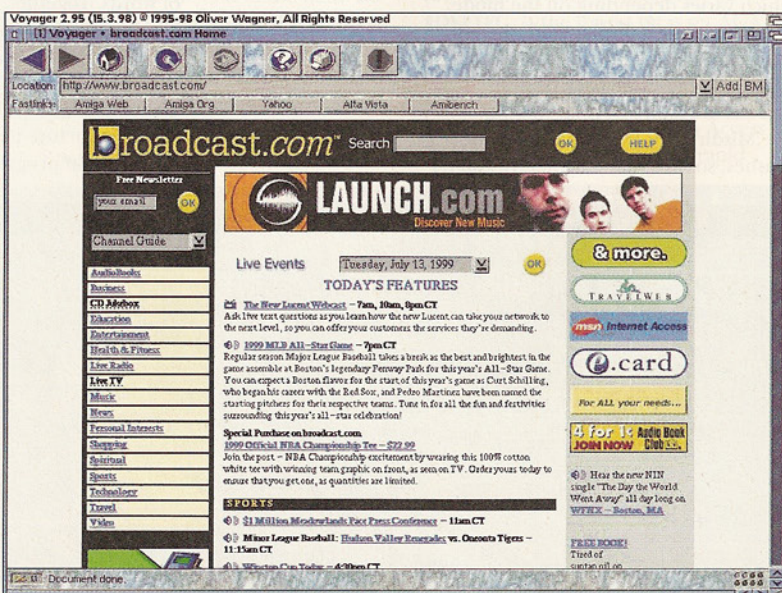 Voyager 2.95 (15.3.98) © 1995-98 Oliver Wagner, All Rights Reserved
[1] Voyager • broadcast.com Home
Location: http://www.broadcast.com/ Add BM
Fastlinks: Amiga Web Amiga Org Yahoo Alta Vista Amibench
broadcast.com™ Search OK HELP
Free Newsletter
your email OK
Channel Guide
AudioBooks
Business
CD Jukebox
Education
Entertainment
Health & Fitness
Live Radio
Live TV
Music
News
Personal Interests
Shopping
Spiritual
Sports
Technology
Travel
Video
LAUNCH.com
Discover New Music
Live Events Tuesday, July 13, 1999 OK
TODAY'S FEATURES
The New Lucent Webcast – 7am, 10am, 8pm CT
Ask live text questions as you learn how the new Lucent can take your network to
the next level, so you can offer your customers the services they're demanding.
1999 MLB All-Star Game – 7pm CT
Regular season Major League Baseball takes a break as the best and brightest in the
game assemble at Boston's legendary Fenway Park for this year's All-Star Game.
You can expect a Boston flavor for the start of this year's game as Curt Schilling,
who began his career with the Red Sox, and Pedro Martinez have been named the
starting pitchers for their respective teams. Tune in for all the fun and festivities
surrounding this year's all-star celebration!
Special Purchase on broadcast.com
1999 Official NBA Championship Tee – $27.99
Join the post – NBA Championship excitement by wearing this 100% cotton
white tee with winning team graphic on front, as seen on TV. Order yours today to
ensure that you get one, as quantities are limited.
SPORTS
$1 Million Meadowlands Pace Press Conference – 11am CT
Minor League Baseball: Hudson Valley Renegades vs. Oneonta Tigers –
11:15am CT
Winston Cup Today – 4:30pm CT
& more.
TRAVELWEB
msn Internet Access
e.card
For ALL your needs...
4 for 1¢ Audio Book
JOIN NOW Club
Hear the new NIN
single "The Day the World
Went Away" all day long on
WFNX – Boston, MA
FREE BOOK!
Tired of
suntan oil on
Document done.